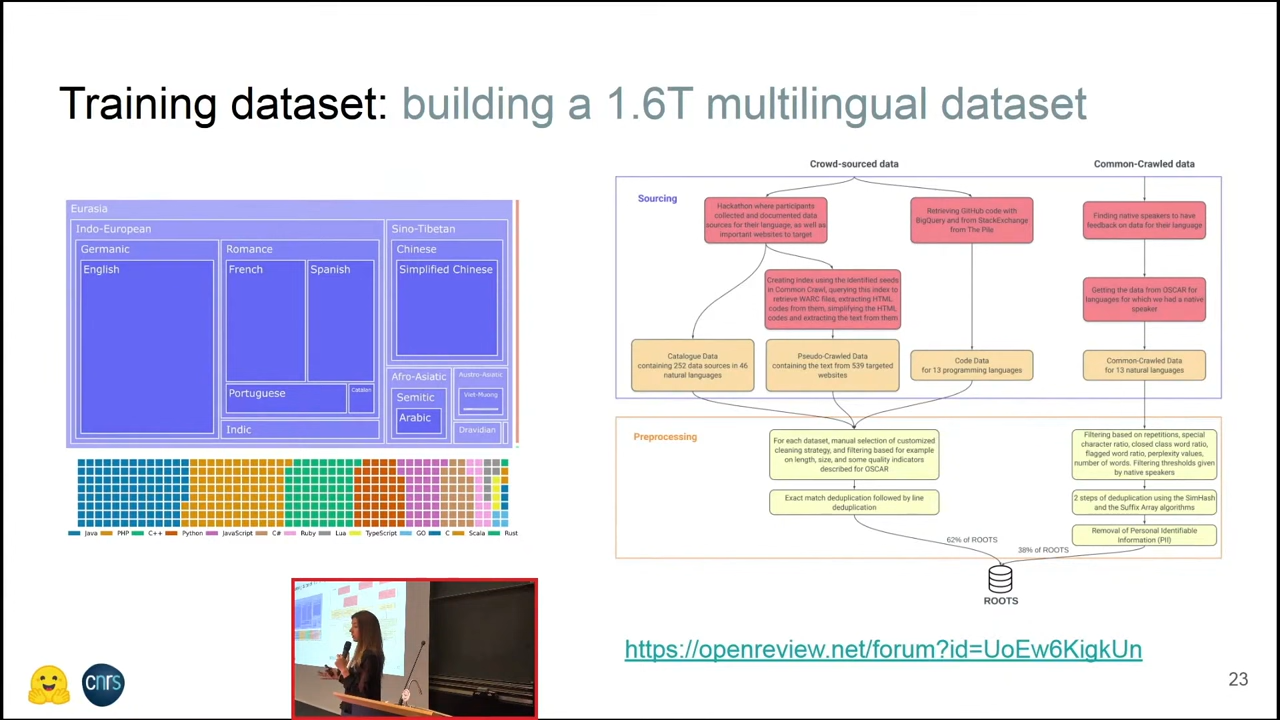 Training dataset: building a 1.6T multilingual dataset
Eurasia
Indo-European
Germanic
English
Romance
French
Spanish
Portuguese
Catalan
Indic
Sino-Tibetan
Chinese
Simplified Chinese
Afro-Asiatic
Semitic
Arabic
Austro-Asiatic
Viet-Muong
Dravidian
Java PHP C++ Python JavaScript C# Ruby Lua TypeScript GO C Scala Rust
Crowd-sourced data
Common-Crawled data
Sourcing
Hackathon where participants
collected and documented data
sources for their language, as well as
important websites to target
Retrieving GitHub code with
BigQuery and from StackExchange
from The Pile
Finding native speakers to have
feedback on data for their language
Creating Index using the identified seeds
in Common Crawl, querying this index to
retrieve WARC files, extracting HTML
codes from them, simplifying the HTML
codes and extracting the text from them
Getting the data from OSCAR for
languages for which we had a native
speaker
Catalogue Data
containing 252 data sources in 46
natural languages
Pseudo-Crawled Data
containing the text from 539 targeted
websites
Code Data
for 13 programming languages
Common-Crawled Data
for 13 natural languages
Preprocessing
For each dataset, manual selection of customized
cleaning strategy, and filtering based for example
on length, size, and some quality indicators
described for OSCAR
Exact match deduplication followed by line
deduplication
Filtering based on repetitions, special
character ratio, closed class word ratio,
flagged word ratio, perplexity values,
number of words. Filtering thresholds given
by native speakers
2 steps of deduplication using the SimHash
and the Suffix Array algorithms
Removal of Personal Identifiable
Information (PII)
62% of ROOTS
38% of ROOTS
ROOTS
https://openreview.net/forum?id=UoEw6KigkUn
cnrs
23